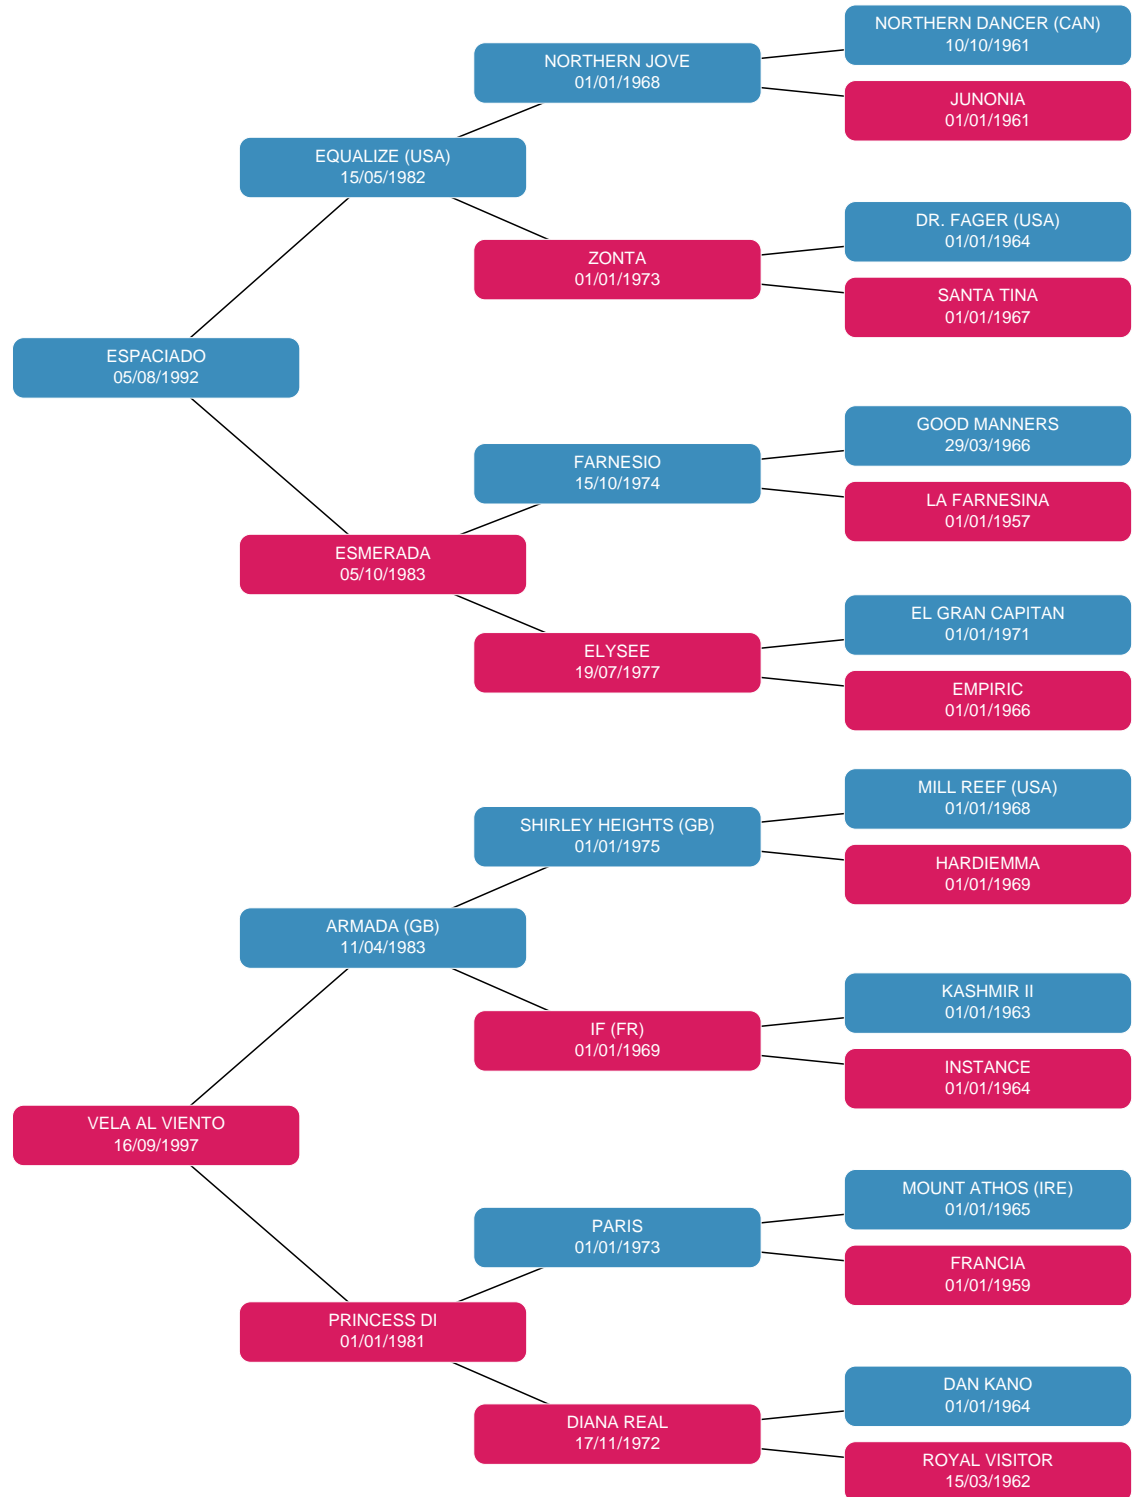 NORTHERN DANCER (CAN)
10/10/1961
NORTHERN JOVE
01/01/1968
JUNONIA
01/01/1961
EQUALIZE (USA)
15/05/1982
DR. FAGER (USA)
01/01/1964
ZONTA
01/01/1973
SANTA TINA
01/01/1967
ESPACIADO
05/08/1992
GOOD MANNERS
29/03/1966
FARNESIO
15/10/1974
LA FARNESINA
01/01/1957
ESMERADA
05/10/1983
EL GRAN CAPITAN
01/01/1971
ELYSEE
19/07/1977
EMPIRIC
01/01/1966
MILL REEF (USA)
01/01/1968
SHIRLEY HEIGHTS (GB)
01/01/1975
HARDIEMMA
01/01/1969
ARMADA (GB)
11/04/1983
KASHMIR II
01/01/1963
IF (FR)
01/01/1969
INSTANCE
01/01/1964
VELA AL VIENTO
16/09/1997
MOUNT ATHOS (IRE)
01/01/1965
PARIS
01/01/1973
FRANCIA
01/01/1959
PRINCESS DI
01/01/1981
DAN KANO
01/01/1964
DIANA REAL
17/11/1972
ROYAL VISITOR
15/03/1962